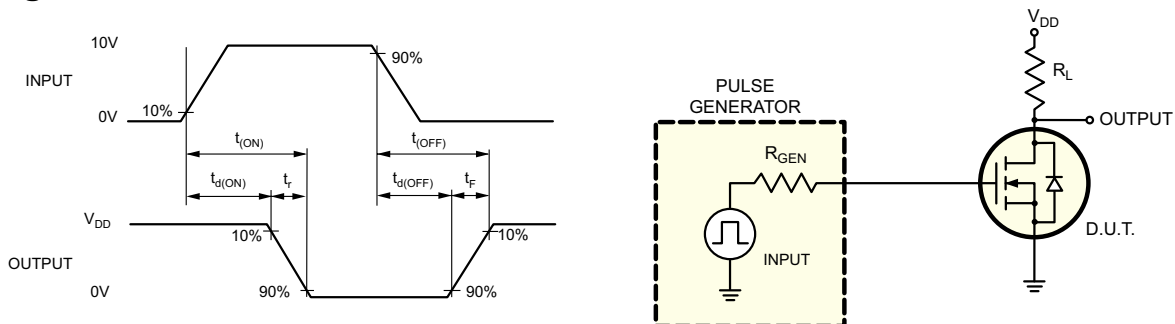 10V
INPUT
0V
10%
90%
t(ON)
t(OFF)
td(ON)
tr
td(OFF)
tF
VDD
10%
10%
OUTPUT
0V
90%
90%
VDD
RL
OUTPUT
PULSE
GENERATOR
RGEN
INPUT
D.U.T.